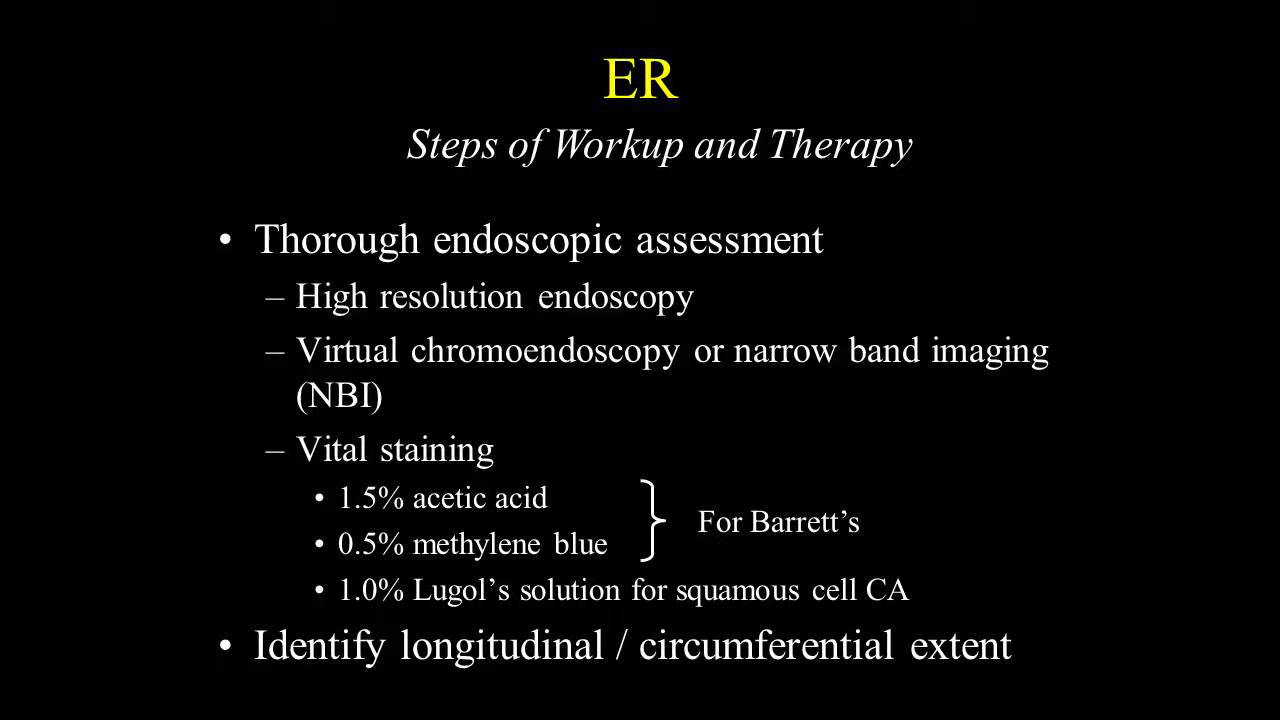 ER
Steps of Workup and Therapy
• Thorough endoscopic assessment
– High resolution endoscopy
– Virtual chromoendoscopy or narrow band imaging
(NBI)
– Vital staining
• 1.5% acetic acid
• 0.5% methylene blue
For Barrett’s
• 1.0% Lugol’s solution for squamous cell CA
• Identify longitudinal / circumferential extent